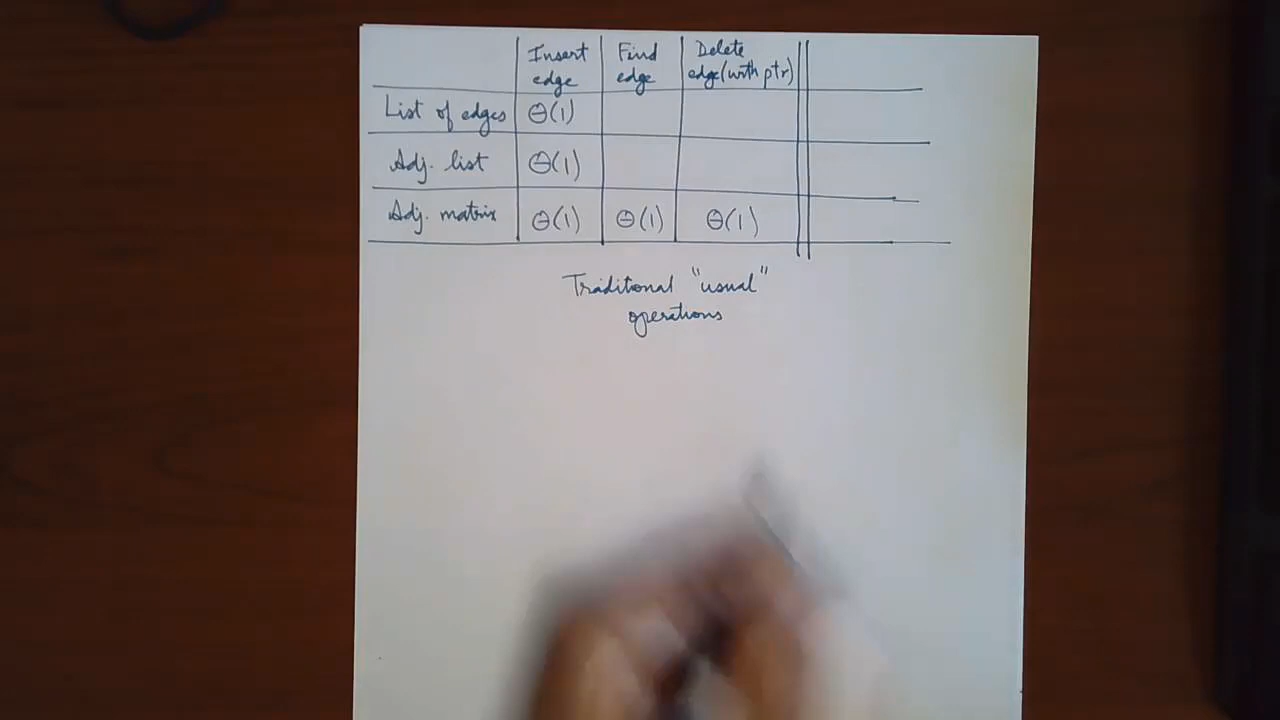 Insert edge | Find edge | Delete edge (with ptr)
List of edges | Θ(1)
Adj. list | Θ(1)
Adj. matrix | Θ(1) | Θ(1) | Θ(1)
Traditional "usual"
operations